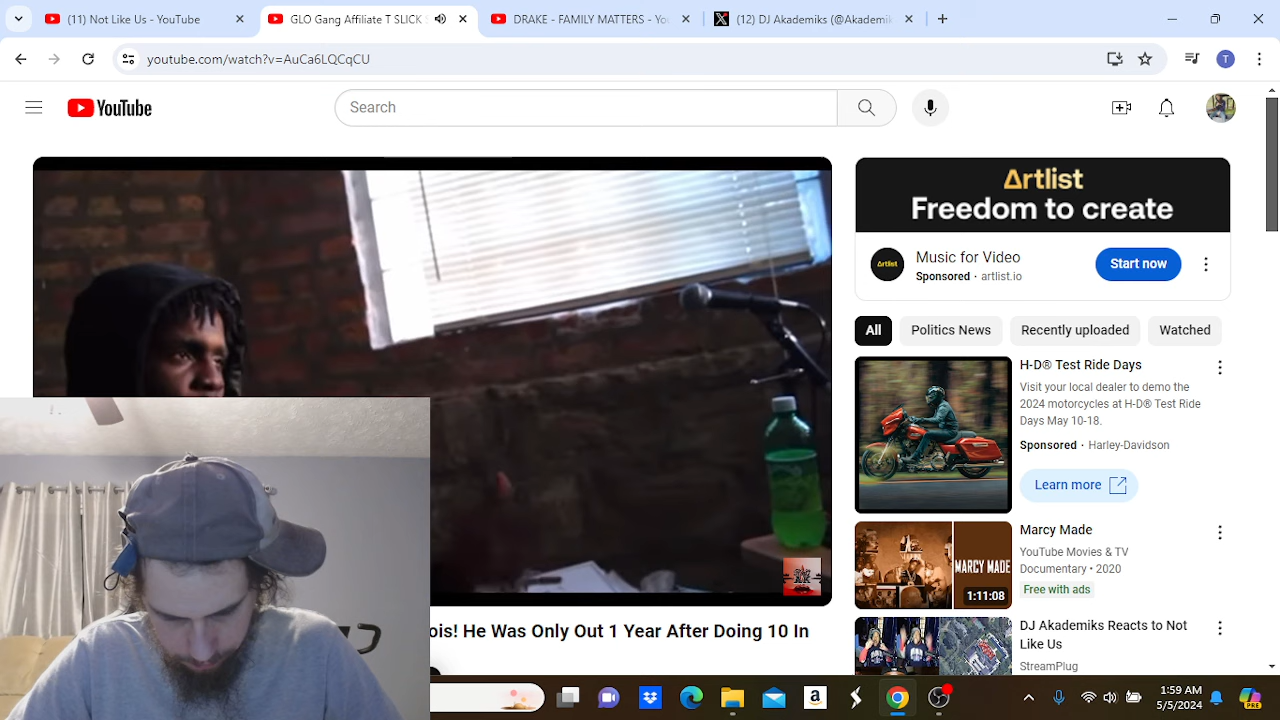 (11) Not Like Us - YouTube
GLO Gang Affiliate T SLICK
DRAKE - FAMILY MATTERS - Yo
(12) DJ Akademiks (@Akademik
youtube.com/watch?v=AuCa6LQCqCU
T
YouTube
Search
Artlist
Freedom to create
Artlist
Music for Video
Sponsored · artlist.io
Start now
All
Politics News
Recently uploaded
Watched
H-D® Test Ride Days
Visit your local dealer to demo the
2024 motorcycles at H-D® Test Ride
Days May 10-18.
Sponsored · Harley-Davidson
Learn more
MARCY MADE
1:11:08
Marcy Made
YouTube Movies & TV
Documentary • 2020
Free with ads
DJ Akademiks Reacts to Not
Like Us
StreamPlug
ois! He Was Only Out 1 Year After Doing 10 In
a
1:59 AM
5/5/2024
PRE